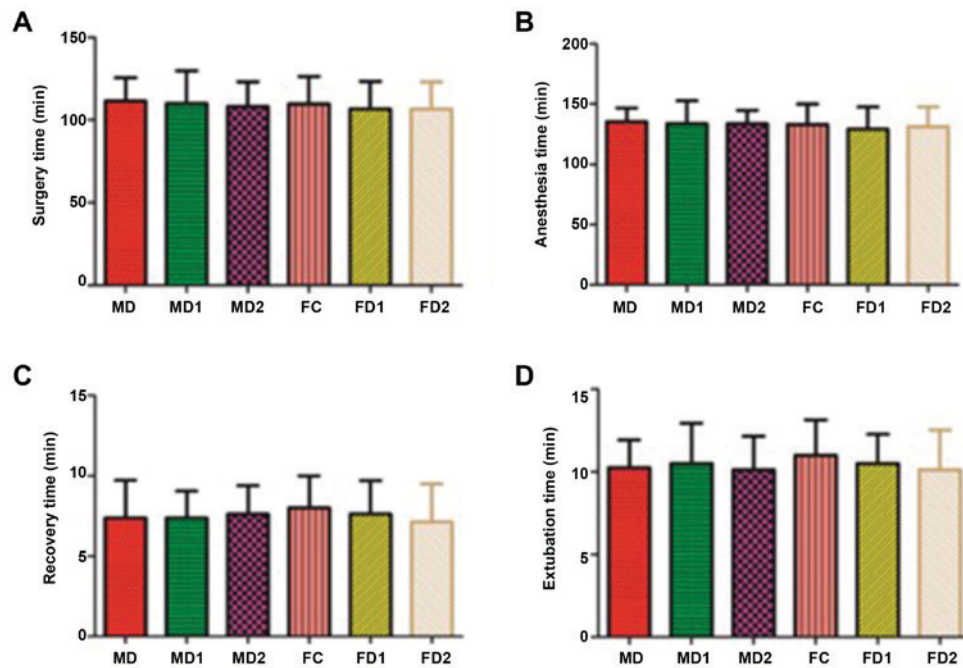 A
Surgery time (min)
150
100
50
0
MD MD1 MD2 FC FD1 FD2
B
Anesthesia time (min)
200
150
100
50
0
MD MD1 MD2 FC FD1 FD2
C
Recovery time (min)
15
10
5
0
MD MD1 MD2 FC FD1 FD2
D
Extubation time (min)
15
10
5
0
MD MD1 MD2 FC FD1 FD2